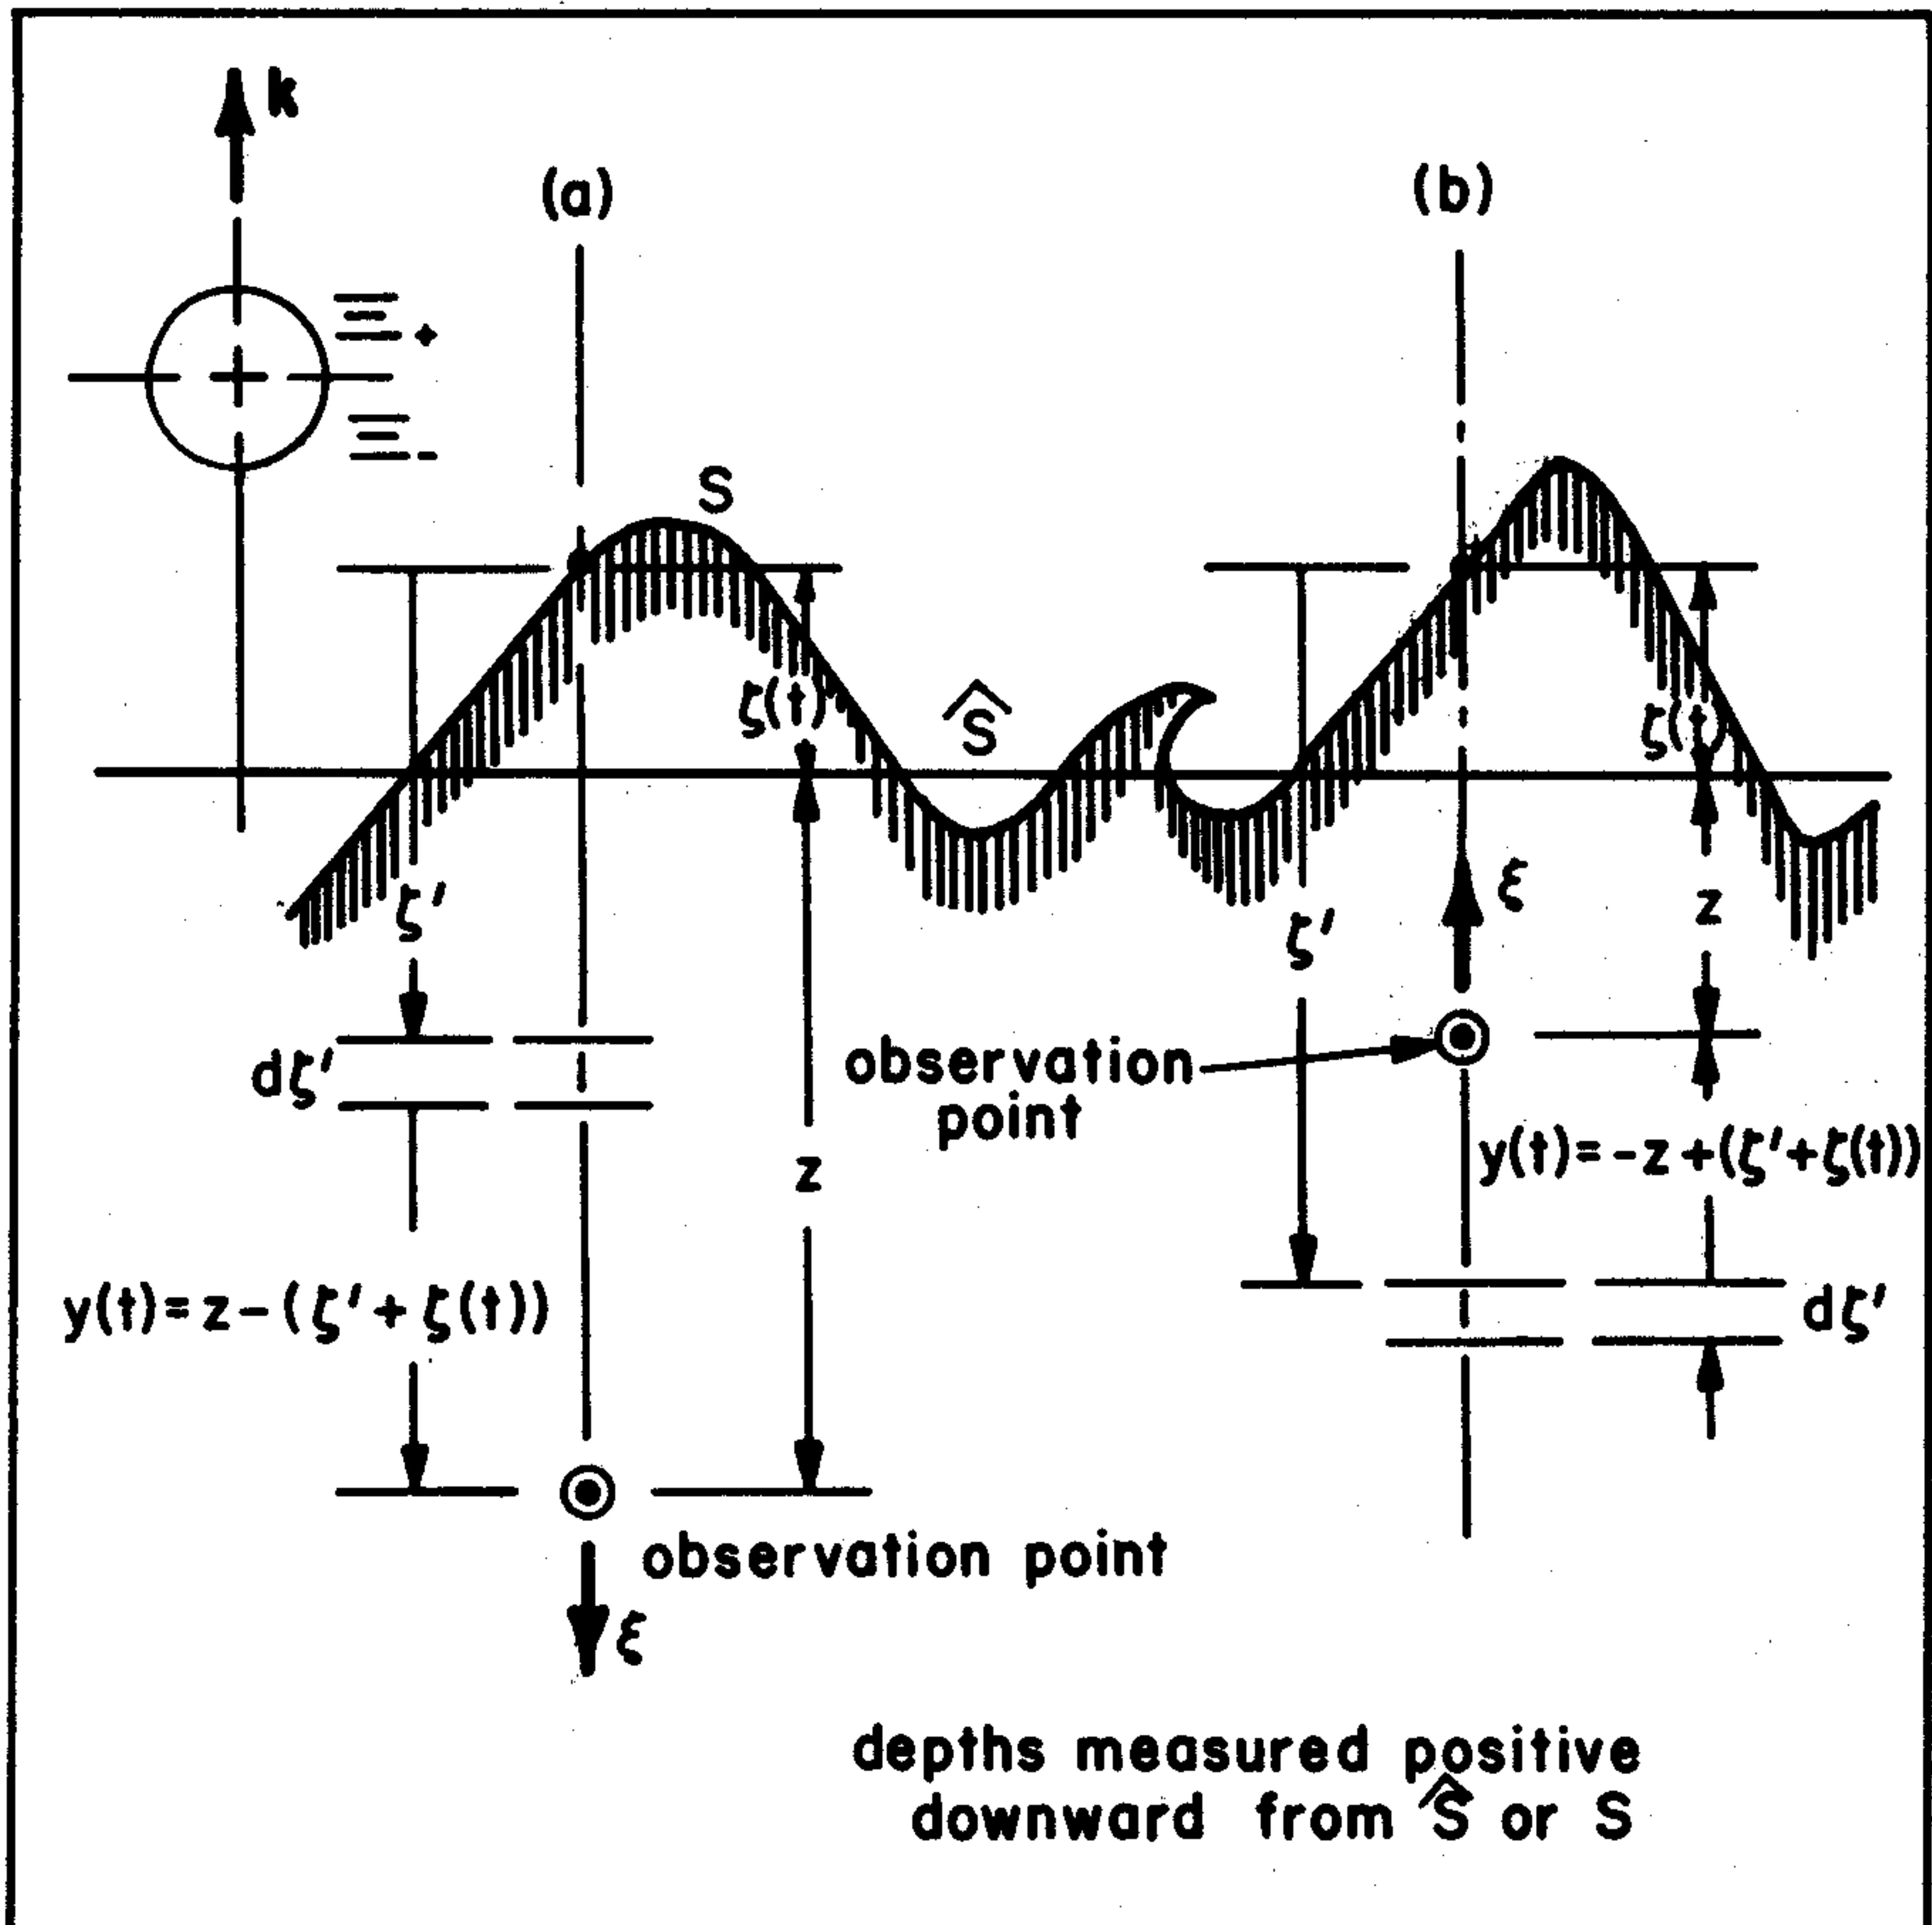 k
(a)
(b)
Ξ+
Ξ-
S
ζ(t)
Ŝ
ζ(t)
ζ′
ξ
z
ζ′
dζ′
observation
point
z
y(t)=-z+(ζ′+ζ(t))
y(t)=z-(ζ′+ζ(t))
dζ′
observation point
ξ
depths measured positive
downward from Ŝ or S